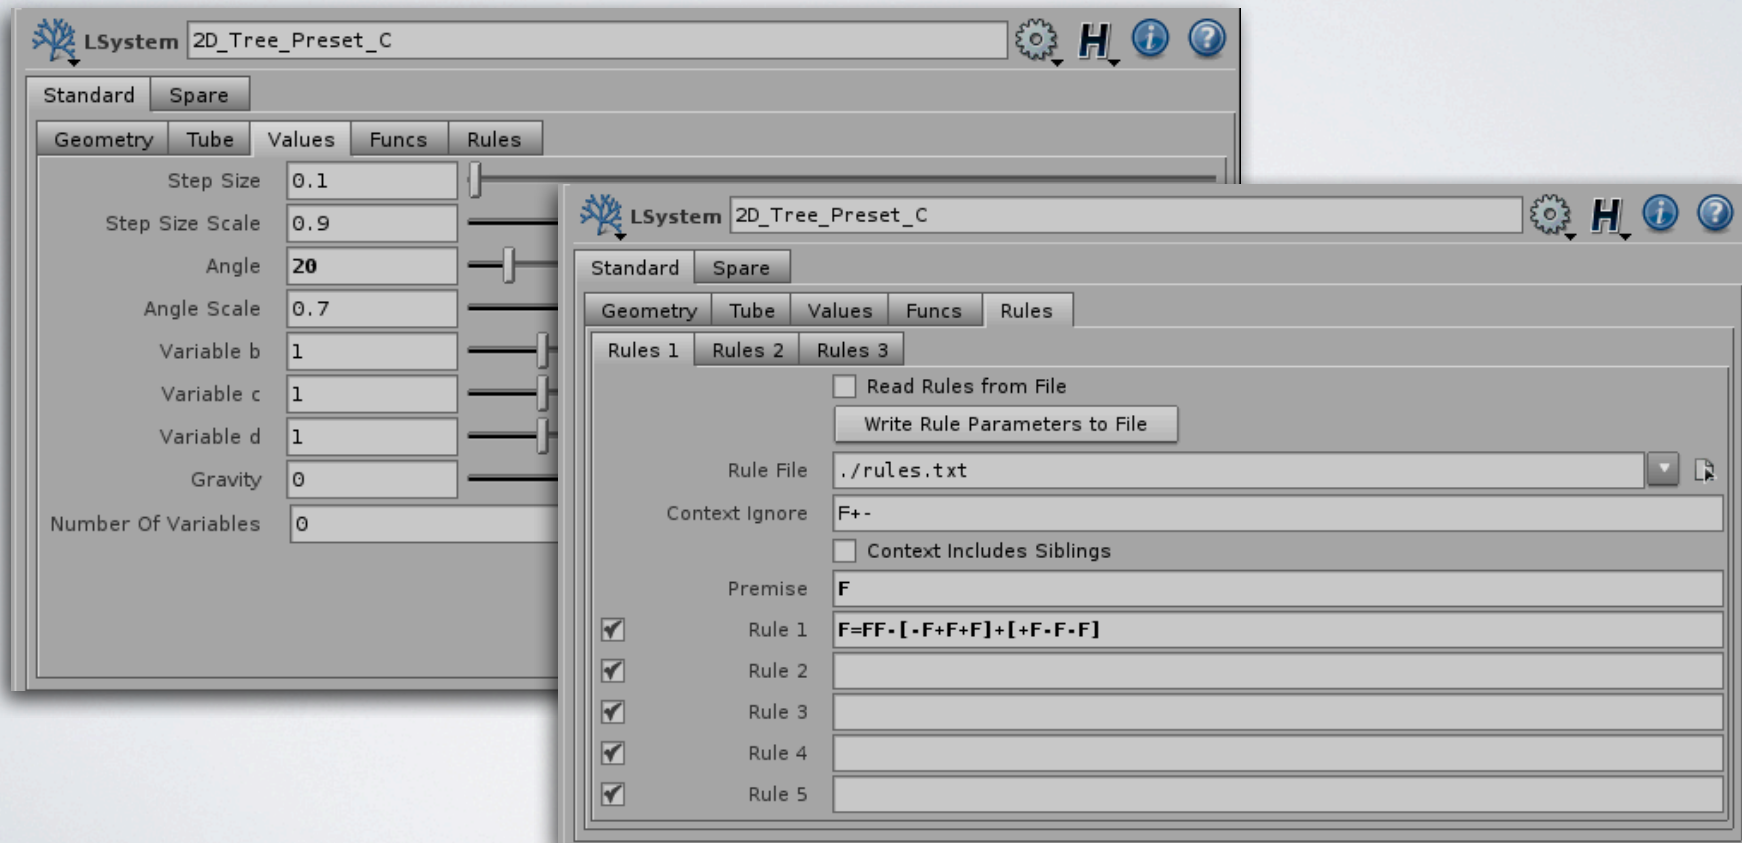 LSystem 2D_Tree_Preset_C H i ?
Standard Spare
Geometry Tube Values Funcs Rules
Step Size 0.1
Step Size Scale 0.9
Angle 20
Angle Scale 0.7
Variable b 1
Variable c 1
Variable d 1
Gravity 0
Number Of Variables 0
LSystem 2D_Tree_Preset_C H i ?
Standard Spare
Geometry Tube Values Funcs Rules
Rules 1 Rules 2 Rules 3
Read Rules from File
Write Rule Parameters to File
Rule File ./rules.txt
Context Ignore F+-
Context Includes Siblings
Premise F
Rule 1 F=FF-[-F+F+F]+[+F-F-F]
Rule 2
Rule 3
Rule 4
Rule 5